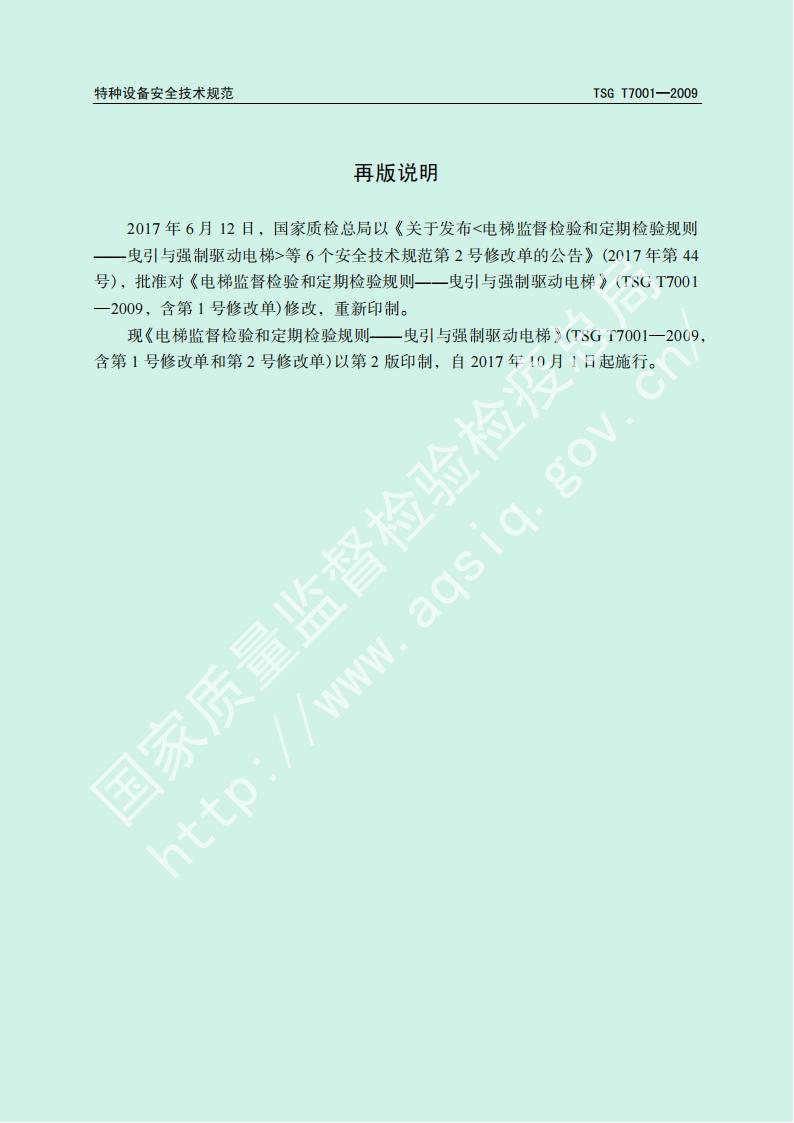 特种设备安全技术规范 TSG T7001—2009
再版说明
2017 年 6 月 12 日，国家质检总局以《关于发布<电梯监督检验和定期检验规则
——曳引与强制驱动电梯>等 6 个安全技术规范第 2 号修改单的公告》(2017 年第 44
号)，批准对《电梯监督检验和定期检验规则——曳引与强制驱动电梯》(TSG T7001
—2009，含第 1 号修改单)修改，重新印制。
现《电梯监督检验和定期检验规则——曳引与强制驱动电梯》(TSG T7001—2009，
含第 1 号修改单和第 2 号修改单)以第 2 版印制，自 2017 年 10 月 1 日起施行。
国家质量监督检验检疫总局
http://www.aqsiq.gov.cn/